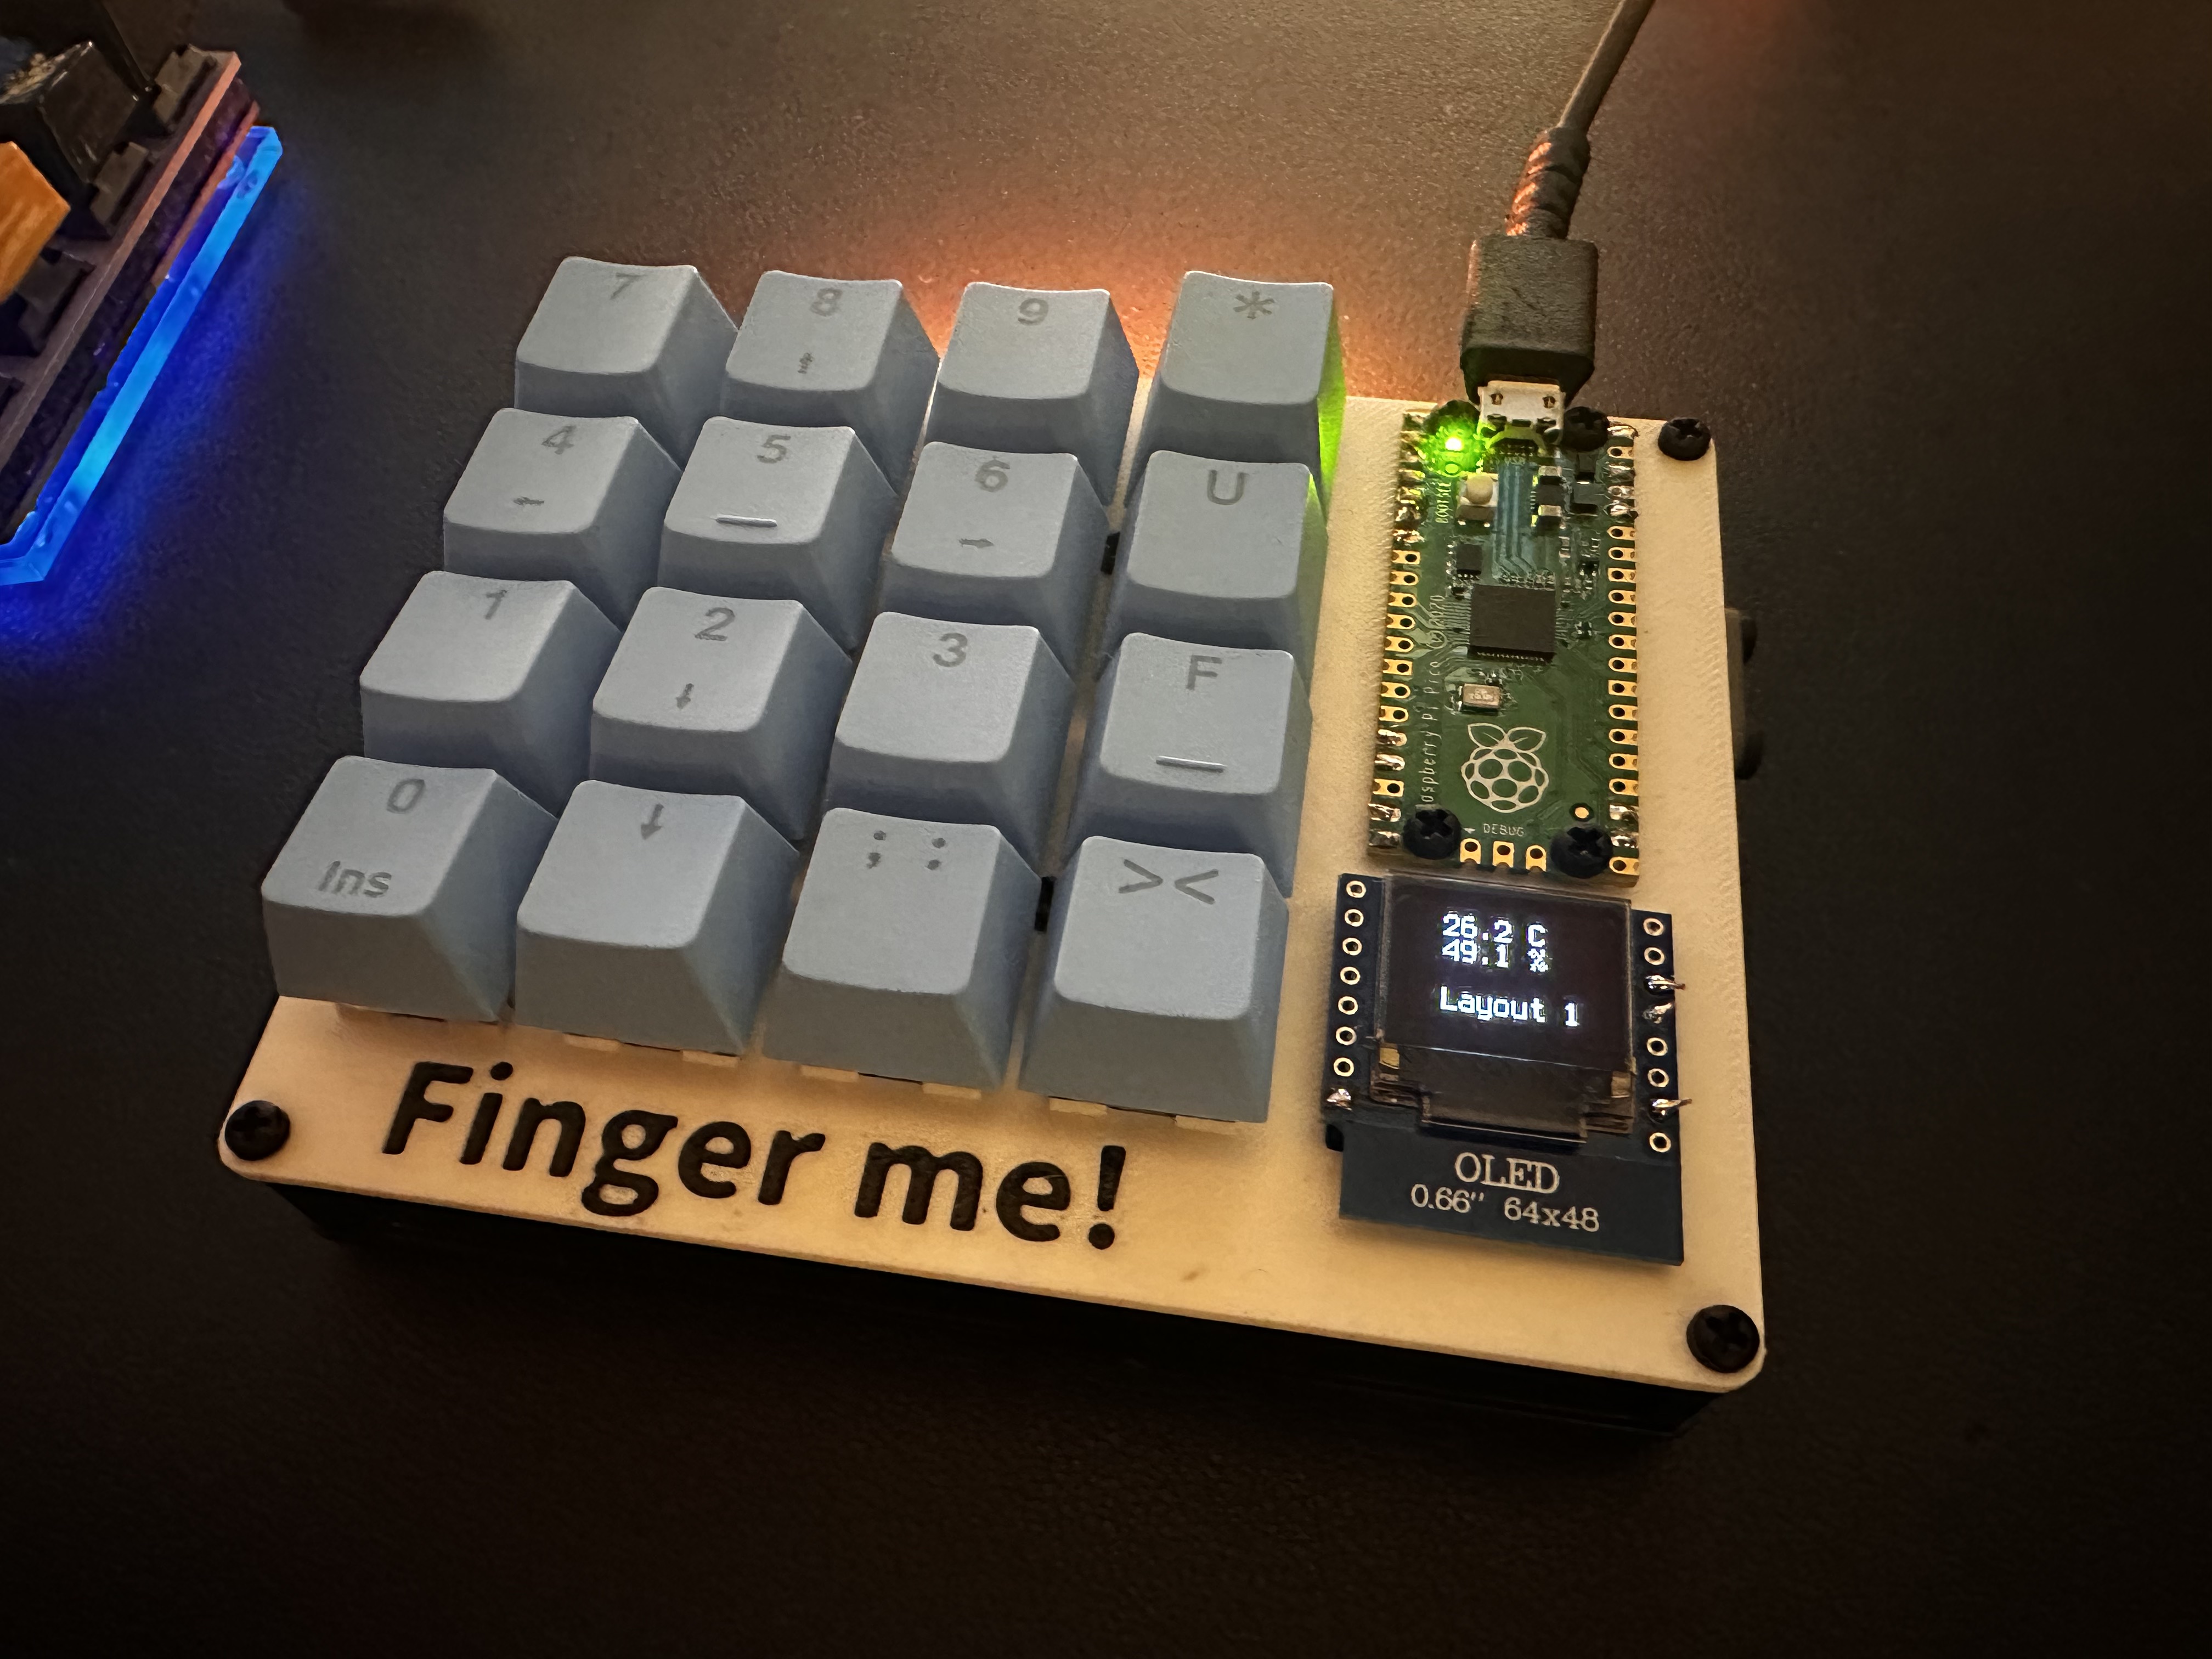 7
8
9
*
4
5
6
U
1
2
3
F
0
Ins
; :
> <
BOOTSEL
Raspberry Pi Pico © 2020
DEBUG
26.2 C
49.1 %
Layout 1
OLED
0.66" 64x48
Finger me!